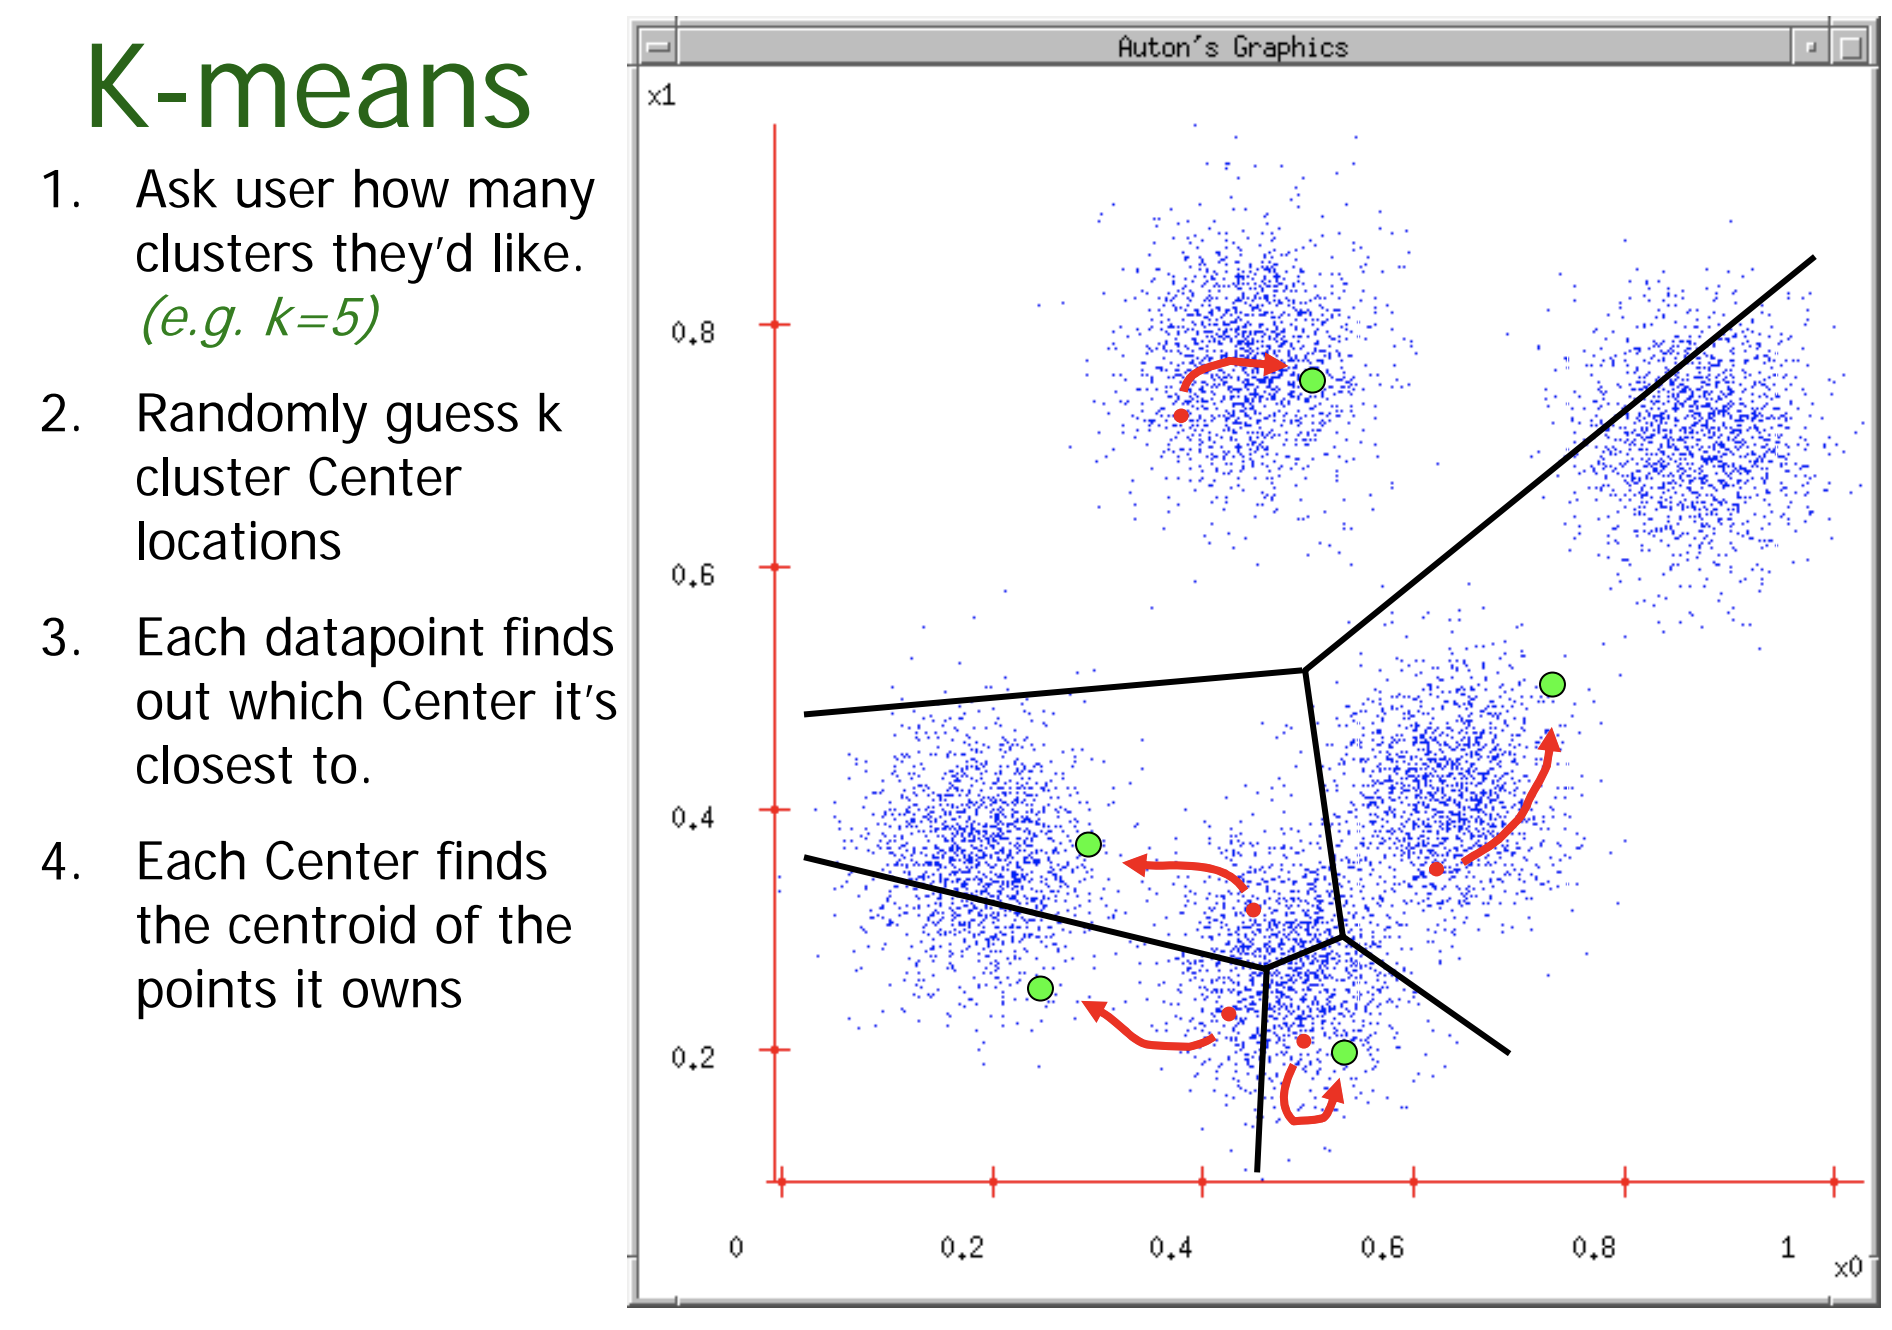 K-means
1. Ask user how many
clusters they'd like.
(e.g. k=5)
2. Randomly guess k
cluster Center
locations
3. Each datapoint finds
out which Center it's
closest to.
4. Each Center finds
the centroid of the
points it owns
Auton's Graphics
x1
0.8
0.6
0.4
0.2
0 0.2 0.4 0.6 0.8 1
x0